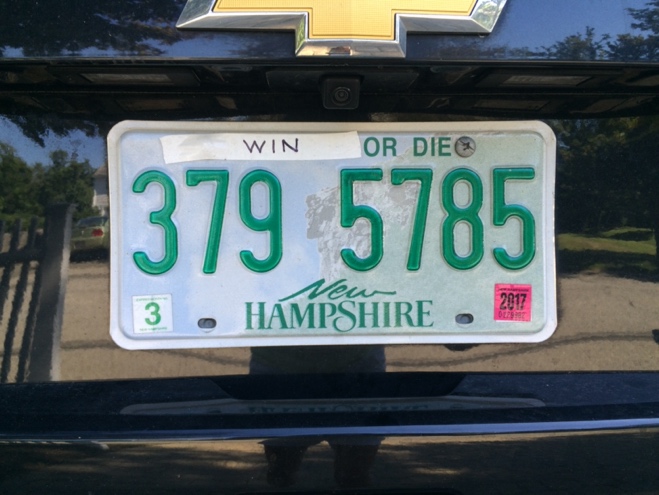 WIN OR DIE
379 5785
3
2017
New
HAMPSHIRE